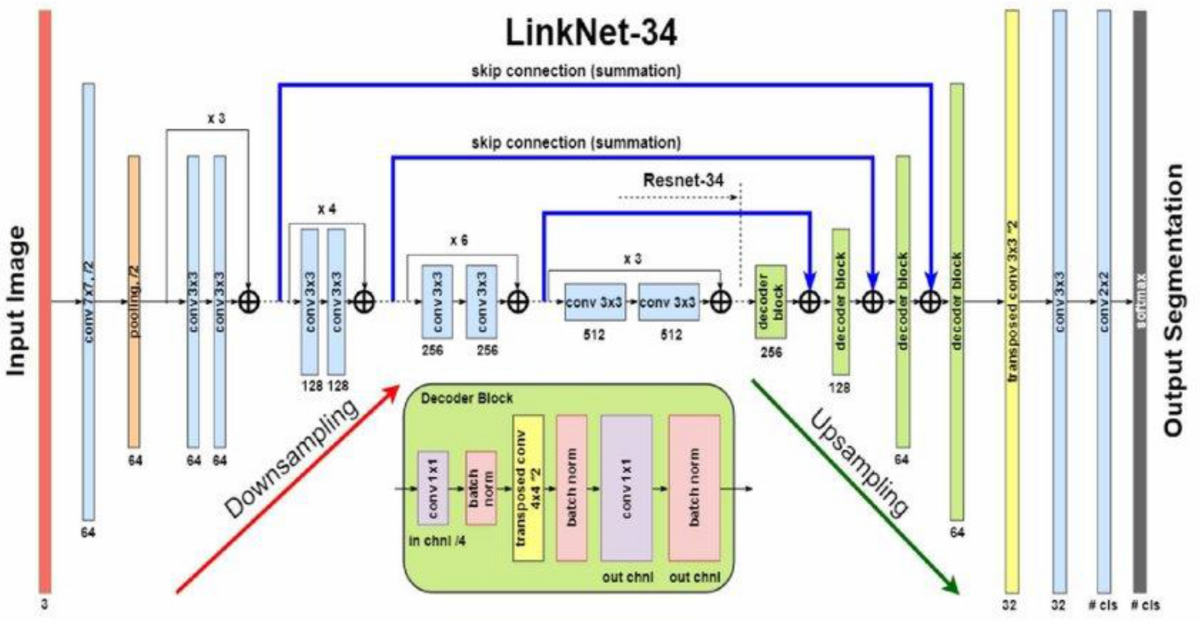 LinkNet-34
skip connection (summation)
x 3
skip connection (summation)
Resnet-34
x 4
x 6
x 3
Input Image
conv 7x7, /2
pooling, /2
conv 3x3
conv 3x3
conv 3x3
conv 3x3
conv 3x3
conv 3x3
conv 3x3
conv 3x3
decoder
block
decoder block
decoder block
decoder block
transposed conv 3x3 *2
conv 3x3
conv 2x2
softmax
Output Segmentation
512
512
256
256
256
128 128
128
64
64 64
64
64
64
3
32
32
# cls
# cls
Downsampling
Upsampling
Decoder Block
conv 1x1
batch
norm
transposed conv
4x4 *2
batch norm
conv 1x1
batch norm
in chnl /4
out chnl
out chnl